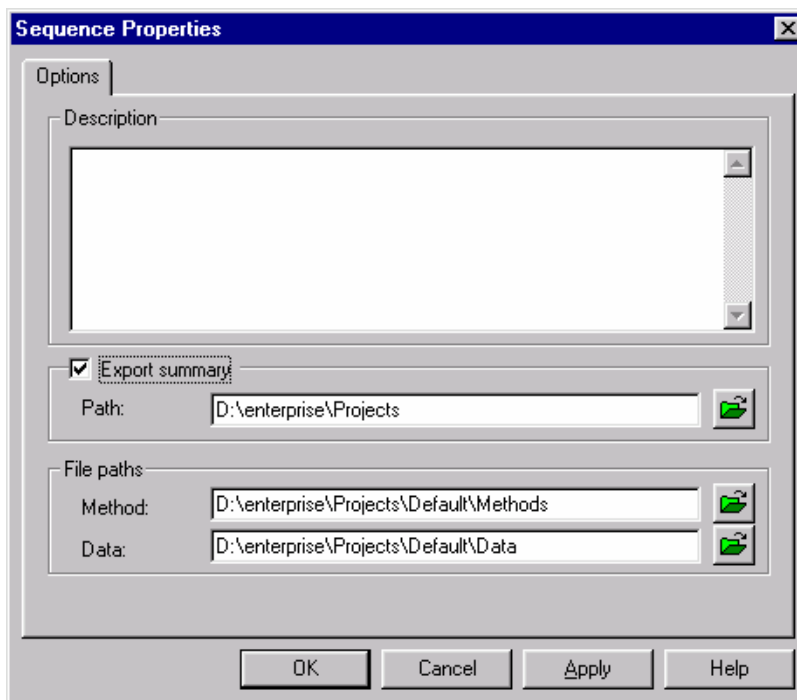 Sequence Properties
Options
Description
Export summary
Path: D:\enterprise\Projects
File paths
Method: D:\enterprise\Projects\Default\Methods
Data: D:\enterprise\Projects\Default\Data
OK Cancel Apply Help